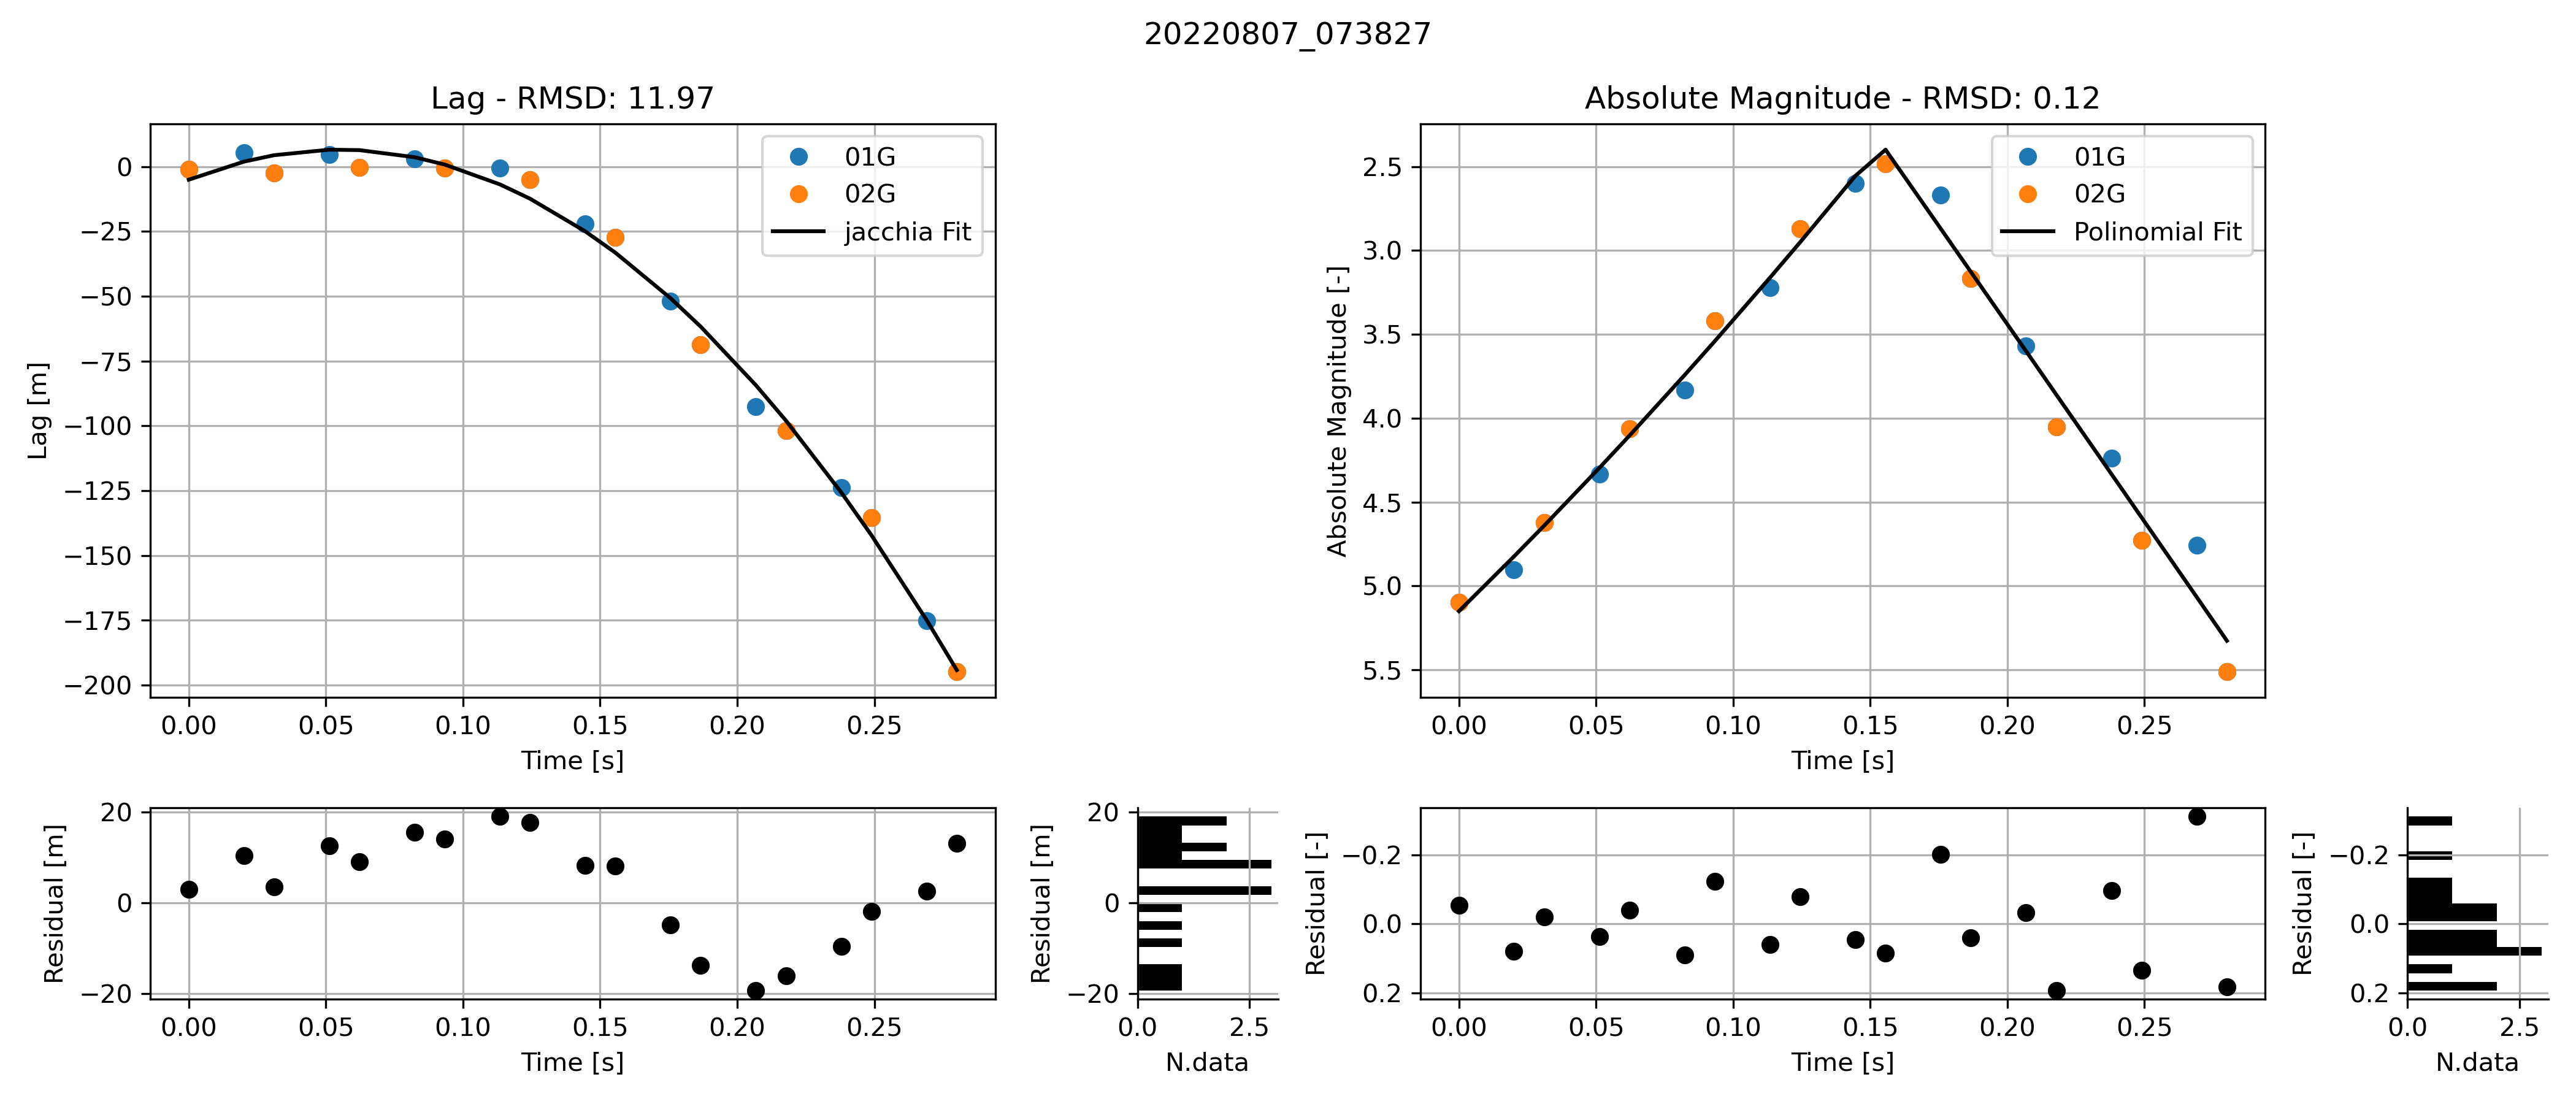 20220807_073827
Lag - RMSD: 11.97
Lag [m]
0
−25
−50
−75
−100
−125
−150
−175
−200
0.00 0.05 0.10 0.15 0.20 0.25
Time [s]
01G
02G
jacchia Fit
Absolute Magnitude - RMSD: 0.12
Absolute Magnitude [-]
2.5
3.0
3.5
4.0
4.5
5.0
5.5
0.00 0.05 0.10 0.15 0.20 0.25
Time [s]
01G
02G
Polinomial Fit
Residual [m]
20
0
−20
0.00 0.05 0.10 0.15 0.20 0.25
Time [s]
Residual [m]
20
0
−20
0.0 2.5
N.data
Residual [-]
−0.2
0.0
0.2
0.00 0.05 0.10 0.15 0.20 0.25
Time [s]
Residual [-]
−0.2
0.0
0.2
0.0 2.5
N.data